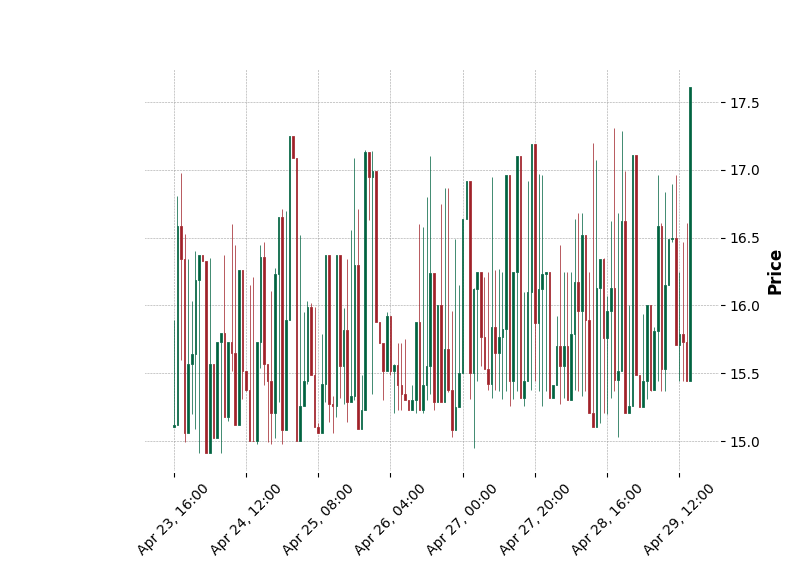 17.5
17.0
16.5
16.0
15.5
15.0
Price
Apr 23, 16:00
Apr 24, 12:00
Apr 25, 08:00
Apr 26, 04:00
Apr 27, 00:00
Apr 27, 20:00
Apr 28, 16:00
Apr 29, 12:00